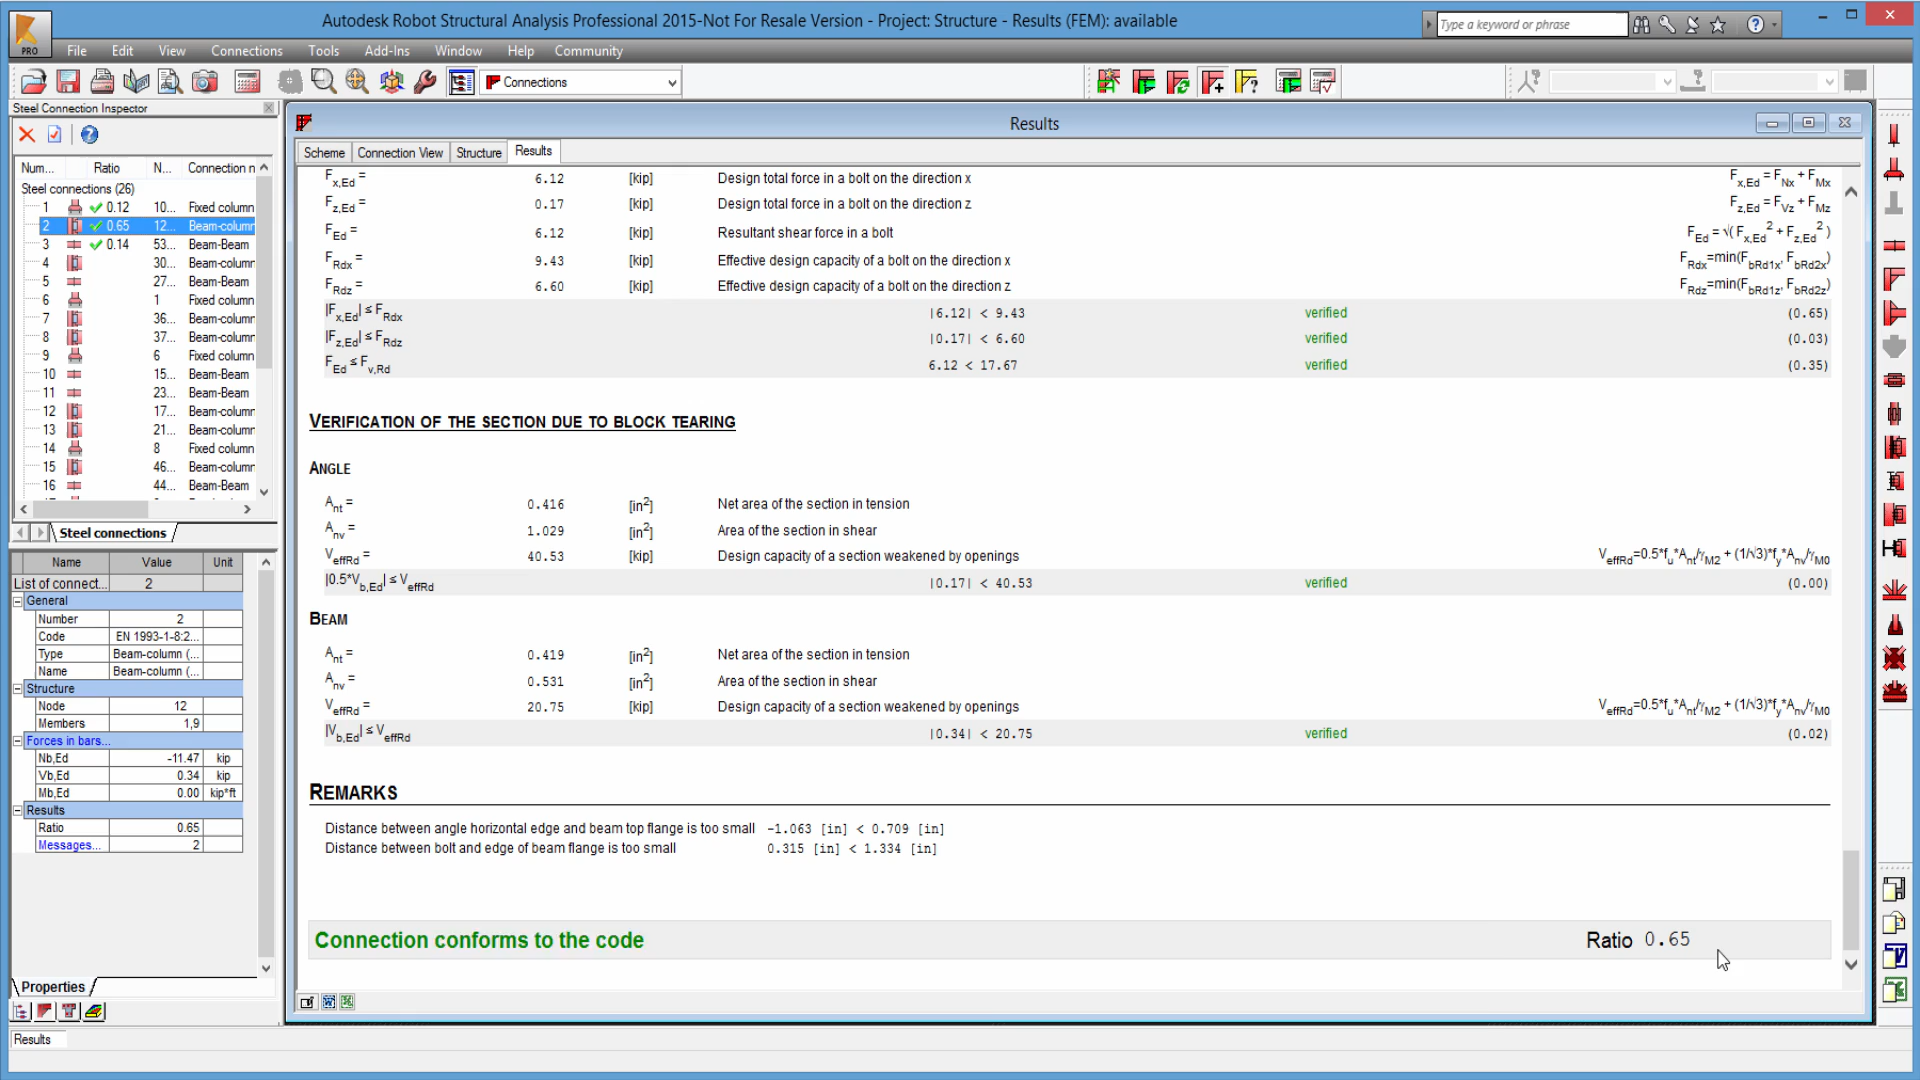 Autodesk Robot Structural Analysis Professional 2015-Not For Resale Version - Project: Structure - Results (FEM): available
Type a keyword or phrase
PRO
File Edit View Connections Tools Add-Ins Window Help Community
Connections
Steel Connection Inspector
Num... Ratio N... Connection n
Steel connections (26)
1 0.12 10... Fixed column
2 0.65 12... Beam-column
3 0.14 53... Beam-Beam
4 30... Beam-column
5 27... Beam-Beam
6 1 Fixed column
7 36... Beam-column
8 37... Beam-column
9 6 Fixed column
10 15... Beam-Beam
11 23... Beam-Beam
12 17... Beam-column
13 21... Beam-column
14 8 Fixed column
15 46... Beam-column
16 44... Beam-Beam
Steel connections
Name Value Unit
List of connect... 2
General
Number 2
Code EN 1993-1-8:2...
Type Beam-column (...
Name Beam-column (...
Structure
Node 12
Members 1,9
Forces in bars...
Nb,Ed -11.47 kip
Vb,Ed 0.34 kip
Mb,Ed 0.00 kip*ft
Results
Ratio 0.65
Messages... 2
Properties
Results
Results
Scheme Connection View Structure Results
Fx,Ed = 6.12 [kip] Design total force in a bolt on the direction x Fx,Ed = FNx + FMx
Fz,Ed = 0.17 [kip] Design total force in a bolt on the direction z Fz,Ed = FVz + FMz
FEd = 6.12 [kip] Resultant shear force in a bolt FEd = √( Fx,Ed2 + Fz,Ed2 )
FRdx = 9.43 [kip] Effective design capacity of a bolt on the direction x FRdx=min(FbRd1x, FbRd2x)
FRdz = 6.60 [kip] Effective design capacity of a bolt on the direction z FRdz=min(FbRd1z, FbRd2z)
|Fx,Ed| ≤ FRdx |6.12| < 9.43 verified (0.65)
|Fz,Ed| ≤ FRdz |0.17| < 6.60 verified (0.03)
FEd ≤ Fv,Rd 6.12 < 17.67 verified (0.35)
VERIFICATION OF THE SECTION DUE TO BLOCK TEARING
ANGLE
Ant = 0.416 [in2] Net area of the section in tension
Anv = 1.029 [in2] Area of the section in shear
VeffRd = 40.53 [kip] Design capacity of a section weakened by openings VeffRd=0.5*fu*Ant/γM2 + (1/√3)*fy*Anv/γM0
|0.5*Vb,Ed| ≤ VeffRd |0.17| < 40.53 verified (0.00)
BEAM
Ant = 0.419 [in2] Net area of the section in tension
Anv = 0.531 [in2] Area of the section in shear
VeffRd = 20.75 [kip] Design capacity of a section weakened by openings VeffRd=0.5*fu*Ant/γM2 + (1/√3)*fy*Anv/γM0
|Vb,Ed| ≤ VeffRd |0.34| < 20.75 verified (0.02)
REMARKS
Distance between angle horizontal edge and beam top flange is too small -1.063 [in] < 0.709 [in]
Distance between bolt and edge of beam flange is too small 0.315 [in] < 1.334 [in]
Connection conforms to the code Ratio 0.65